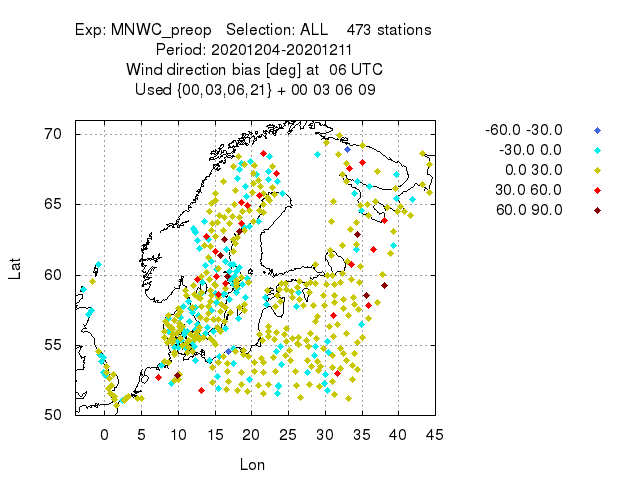 Exp: MNWC_preop Selection: ALL 473 stations
Period: 20201204-20201211
Wind direction bias [deg] at 06 UTC
Used {00,03,06,21} + 00 03 06 09
70
65
60
55
50
Lat
0 5 10 15 20 25 30 35 40 45
Lon
-60.0 -30.0
-30.0 0.0
0.0 30.0
30.0 60.0
60.0 90.0